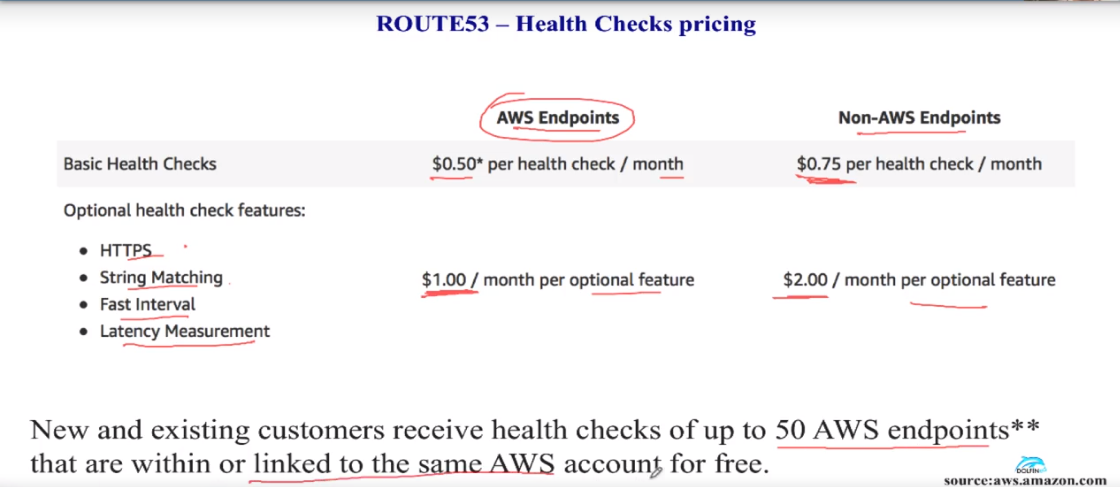 ROUTE53 – Health Checks pricing
AWS Endpoints Non-AWS Endpoints
Basic Health Checks $0.50* per health check / month $0.75 per health check / month
Optional health check features:
• HTTPS
• String Matching
$1.00 / month per optional feature $2.00 / month per optional feature
• Fast Interval
• Latency Measurement
New and existing customers receive health checks of up to 50 AWS endpoints**
that are within or linked to the same AWS account for free.
DOLFIN
source:aws.amazon.com